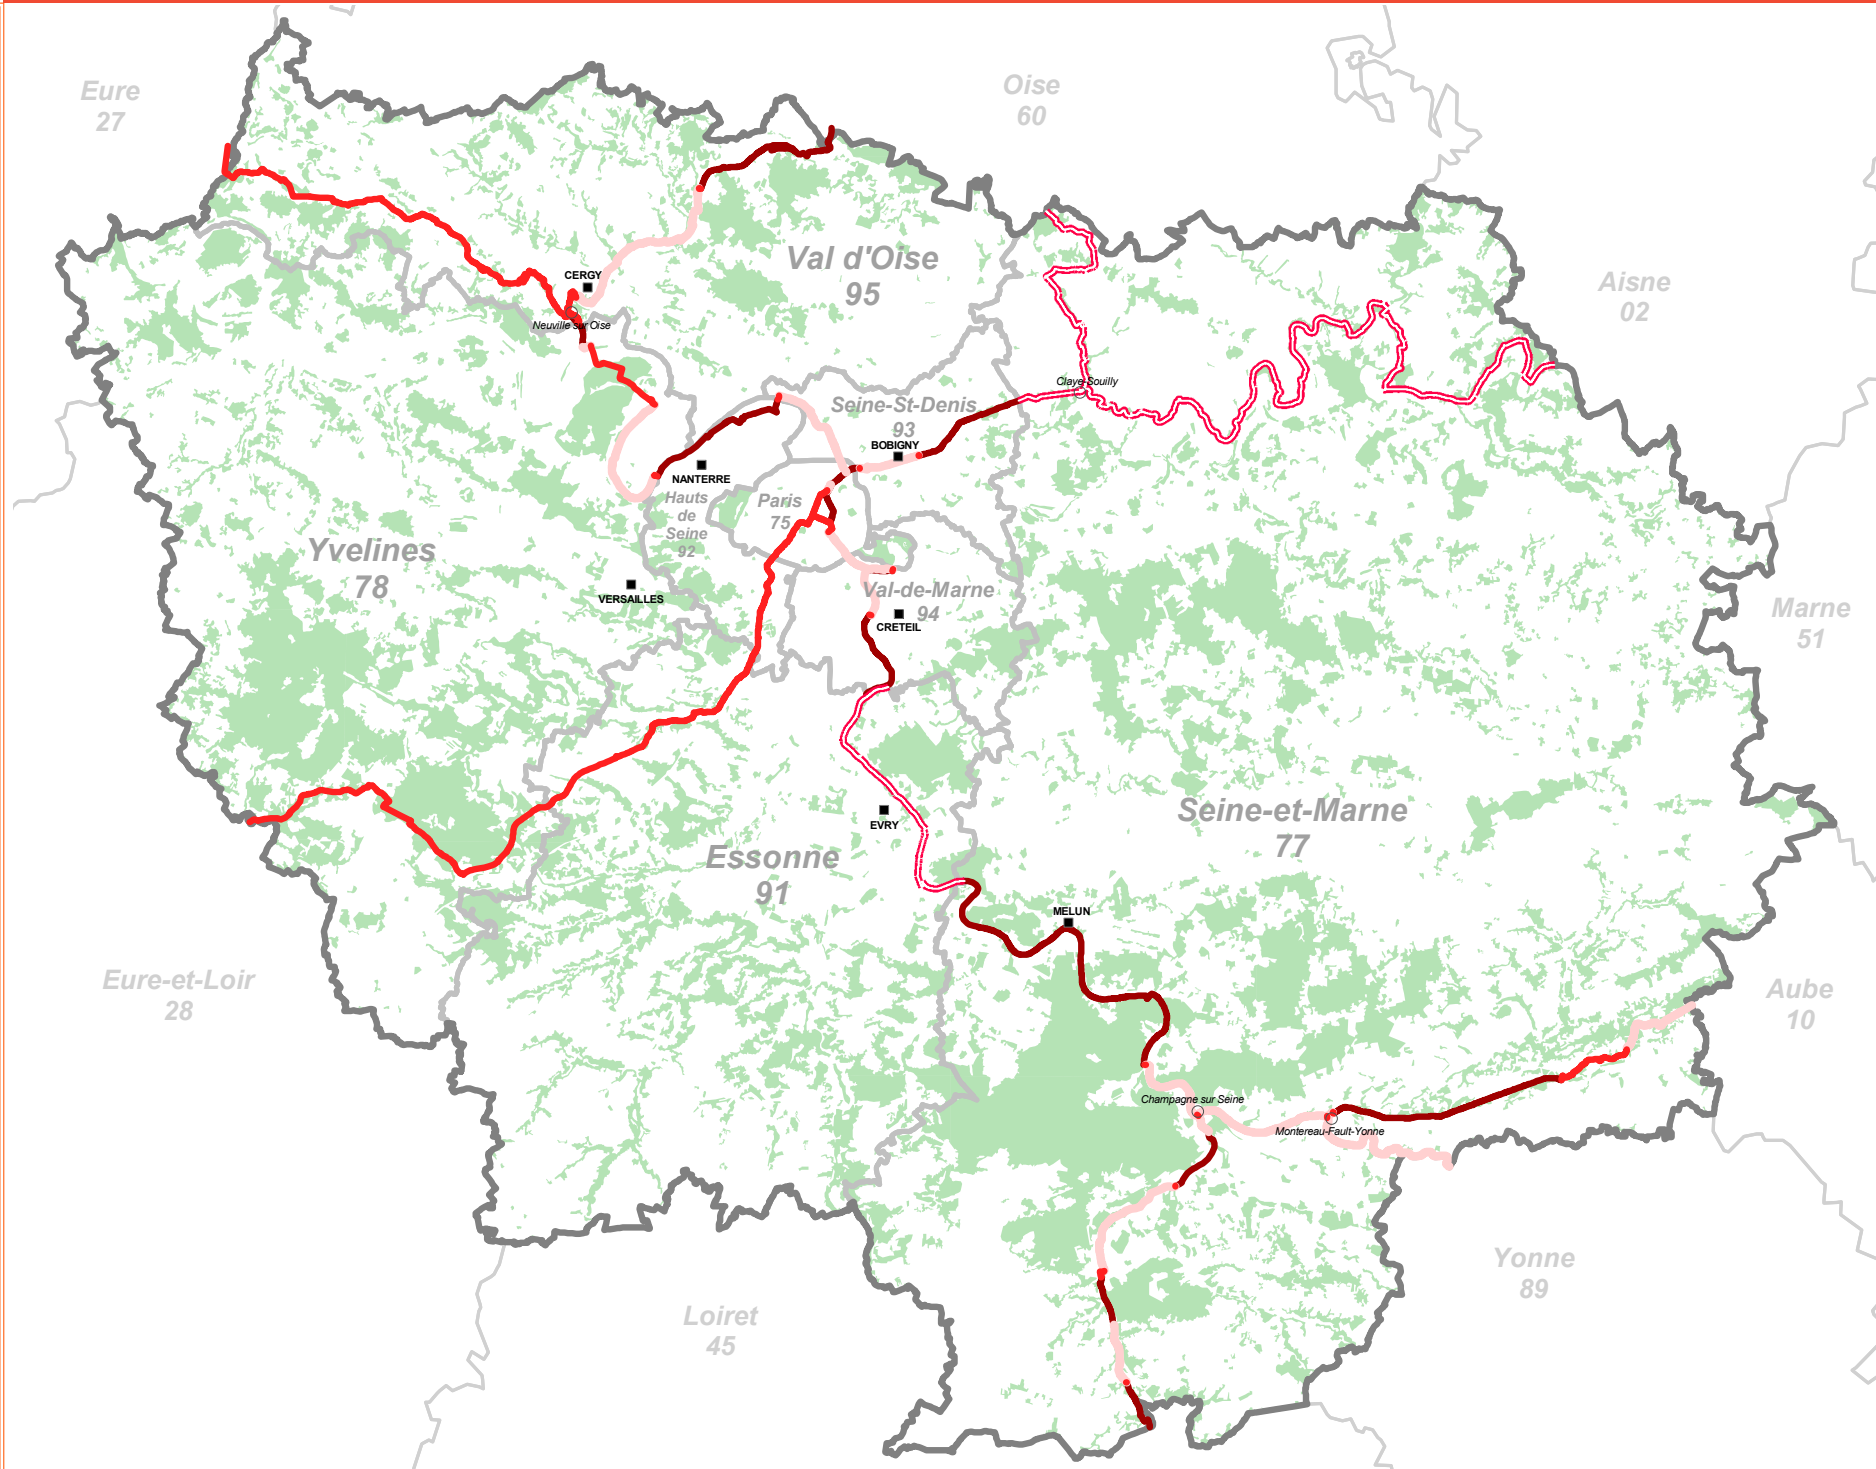 Eure
27
Oise
60
Val d'Oise
95
CERGY
Neuville sur Oise
Aisne
02
Claye-Souilly
Seine-St-Denis
93
BOBIGNY
NANTERRE
Hauts
de
Seine
92
Paris
75
Yvelines
78
VERSAILLES
Val-de-Marne
94
CRETEIL
Marne
51
EVRY
Seine-et-Marne
77
Essonne
91
MELUN
Eure-et-Loir
28
Aube
10
Champagne sur Seine
Montereau-Fault-Yonne
Yonne
89
Loiret
45